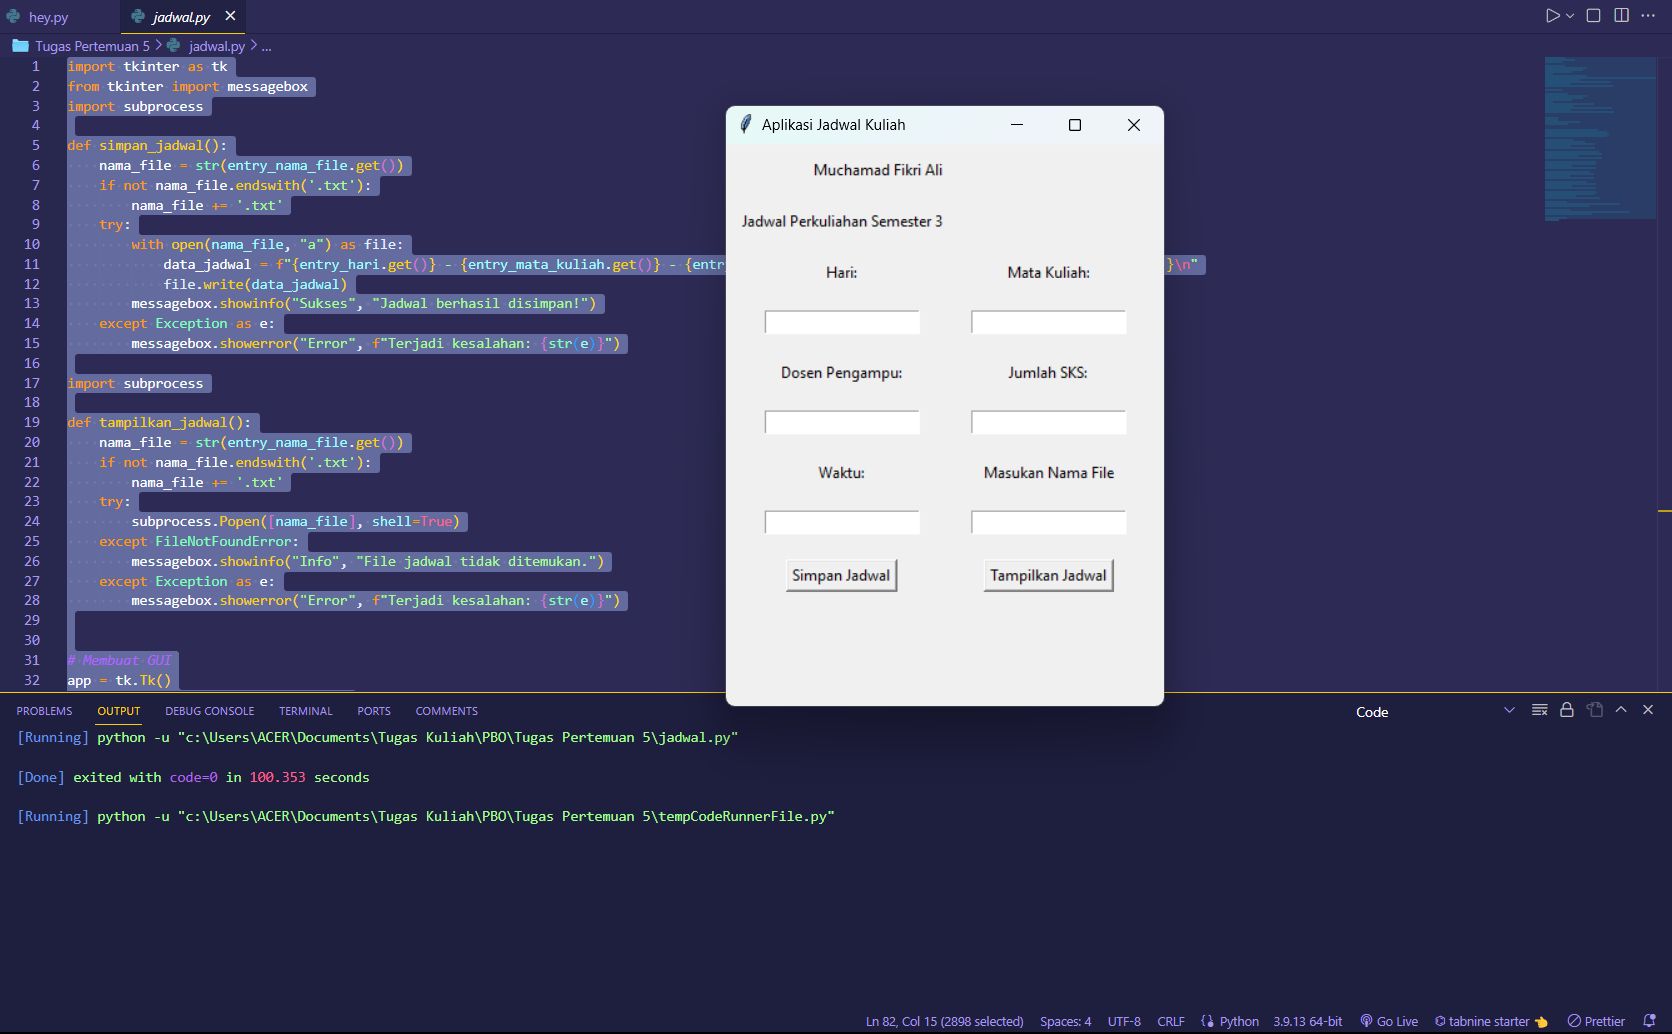 hey.py
jadwal.py
Tugas Pertemuan 5 > jadwal.py > ...
1 import tkinter as tk
2 from tkinter import messagebox
3 import subprocess
4
5 def simpan_jadwal():
6     nama_file = str(entry_nama_file.get())
7     if not nama_file.endswith('.txt'):
8         nama_file += '.txt'
9     try:
10         with open(nama_file, "a") as file:
11             data_jadwal = f"{entry_hari.get()} - {entry_mata_kuliah.get()} - {entr }\n"
12             file.write(data_jadwal)
13         messagebox.showinfo("Sukses", "Jadwal berhasil disimpan!")
14     except Exception as e:
15         messagebox.showerror("Error", f"Terjadi kesalahan: {str(e)}")
16
17 import subprocess
18
19 def tampilkan_jadwal():
20     nama_file = str(entry_nama_file.get())
21     if not nama_file.endswith('.txt'):
22         nama_file += '.txt'
23     try:
24         subprocess.Popen([nama_file], shell=True)
25     except FileNotFoundError:
26         messagebox.showinfo("Info", "File jadwal tidak ditemukan.")
27     except Exception as e:
28         messagebox.showerror("Error", f"Terjadi kesalahan: {str(e)}")
29
30
31 # Membuat GUI
32 app = tk.Tk()
Aplikasi Jadwal Kuliah
Muchamad Fikri Ali
Jadwal Perkuliahan Semester 3
Hari: Mata Kuliah:
Dosen Pengampu: Jumlah SKS:
Waktu: Masukan Nama File
Simpan Jadwal Tampilkan Jadwal
PROBLEMS OUTPUT DEBUG CONSOLE TERMINAL PORTS COMMENTS Code
[Running] python -u "c:\Users\ACER\Documents\Tugas Kuliah\PBO\Tugas Pertemuan 5\jadwal.py"
[Done] exited with code=0 in 100.353 seconds
[Running] python -u "c:\Users\ACER\Documents\Tugas Kuliah\PBO\Tugas Pertemuan 5\tempCodeRunnerFile.py"
Ln 82, Col 15 (2898 selected) Spaces: 4 UTF-8 CRLF Python 3.9.13 64-bit Go Live tabnine starter Prettier